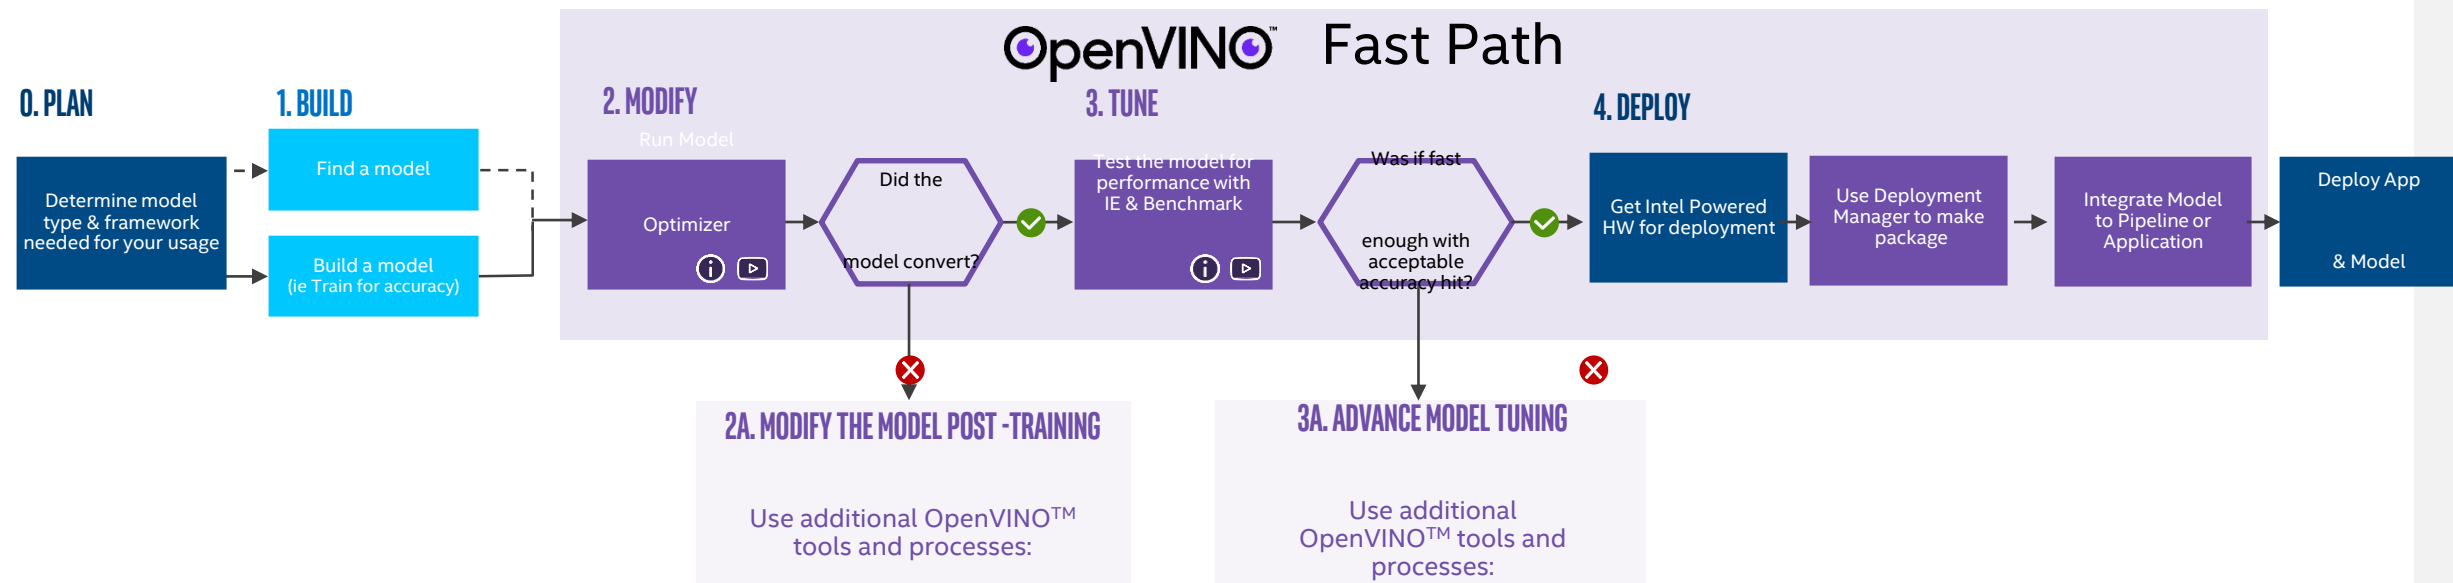 OpenVINO™ Fast Path
0. PLAN
Determine model
type & framework
needed for your usage
1. BUILD
Find a model
Build a model
(ie Train for accuracy)
2. MODIFY
Run Model
Optimizer
Did the
model convert?
3. TUNE
Test the model for
performance with
IE & Benchmark
Was if fast
enough with
acceptable
accuracy hit?
4. DEPLOY
Get Intel Powered
HW for deployment
Use Deployment
Manager to make
package
Integrate Model
to Pipeline or
Application
Deploy App
& Model
2A. MODIFY THE MODEL POST -TRAINING
Use additional OpenVINO™
tools and processes:
3A. ADVANCE MODEL TUNING
Use additional
OpenVINO™ tools and
processes: